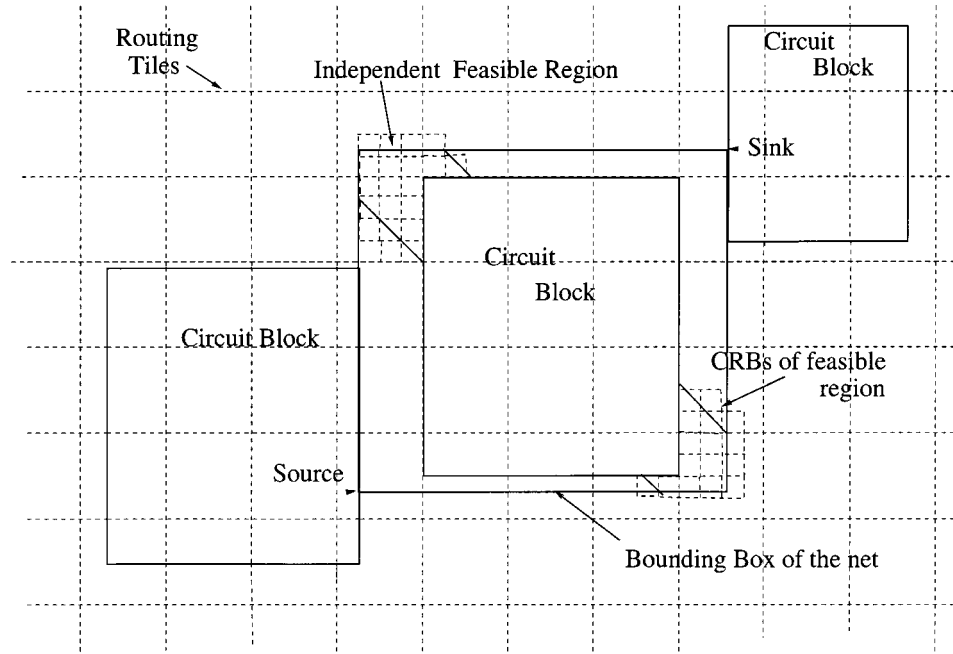 Routing
Tiles
Independent Feasible Region
Circuit
Block
Sink
Circuit
Block
Circuit Block
CRBs of feasible
region
Source
Bounding Box of the net